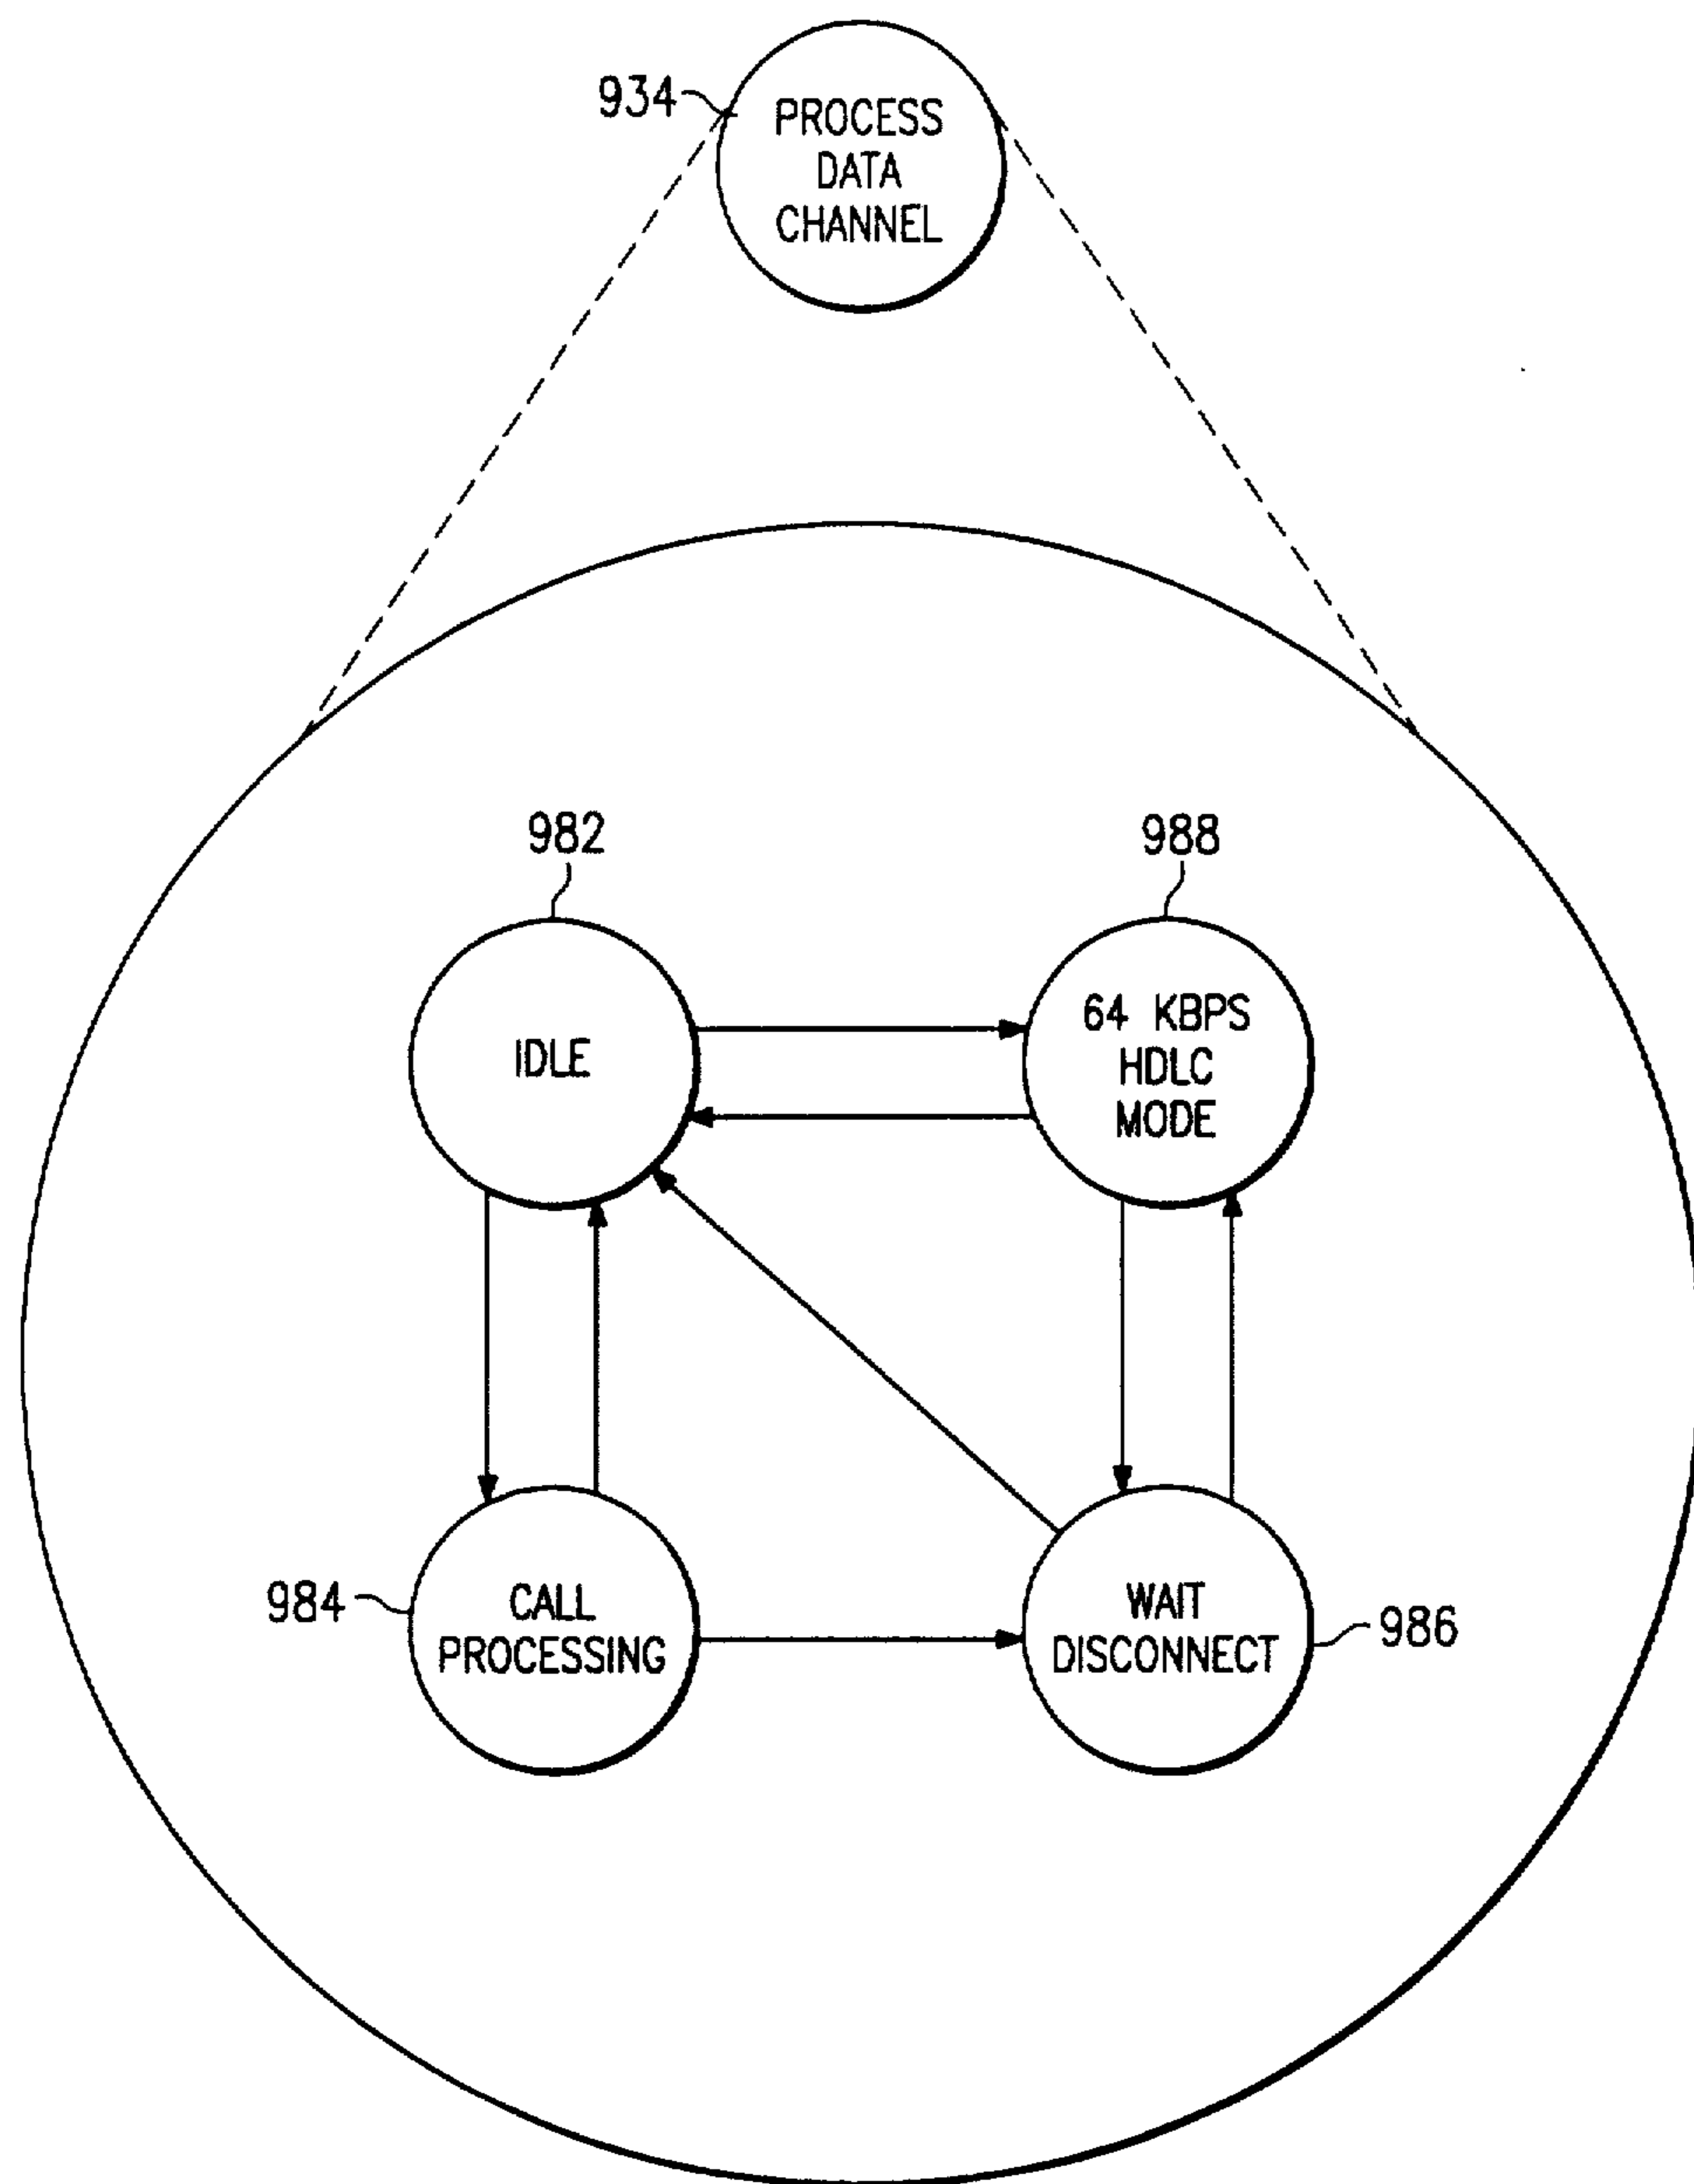 934
PROCESS
DATA
CHANNEL
982
988
IDLE
64 KBPS
HDLC
MODE
984
CALL
PROCESSING
WAIT
DISCONNECT
986